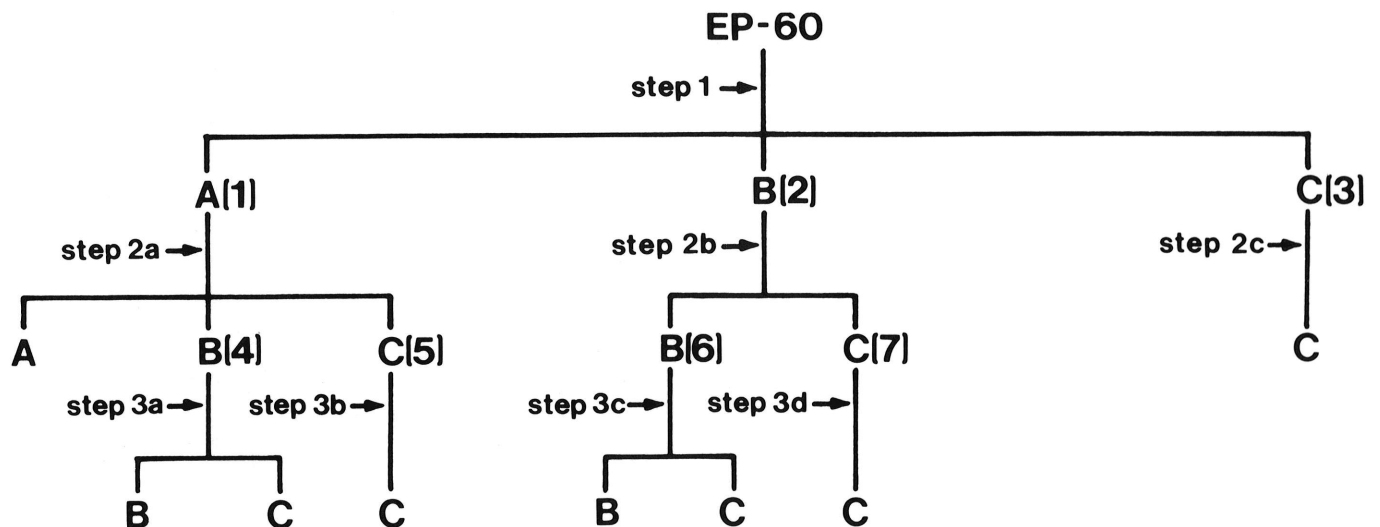 EP-60
step 1
A(1) B(2) C(3)
step 2a step 2b step 2c
A B(4) C(5) B(6) C(7) C
step 3a step 3b step 3c step 3d
B C C B C C